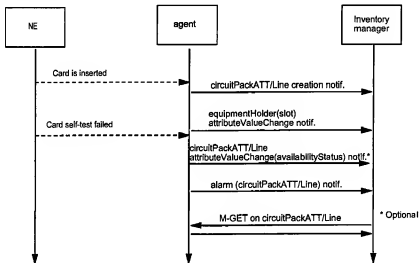 NE
agent
Inventory
manager
Card is inserted
circuitPackATT/Line creation notif.
equipmentHolder(slot)
attributeValueChange notif.
Card self-test failed
circuitPackATT/Line
attributeValueChange(availabilityStatus) notif.*
alarm (circuitPackATT/Line) notif.
M-GET on circuitPackATT/Line
* Optional